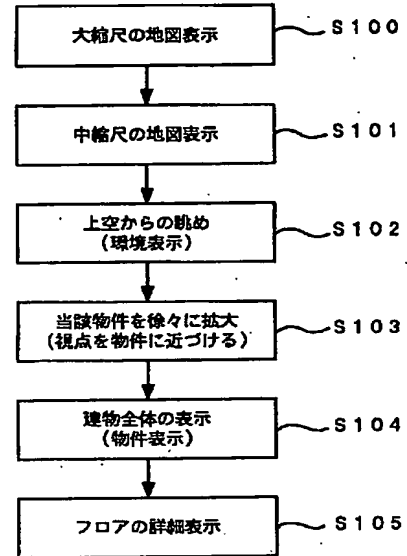 大縮尺の地図表示
S100
中縮尺の地図表示
S101
上空からの眺め
(環境表示)
S102
当該物件を徐々に拡大
(視点を物件に近づける)
S103
建物全体の表示
(物件表示)
S104
フロアの詳細表示
S105